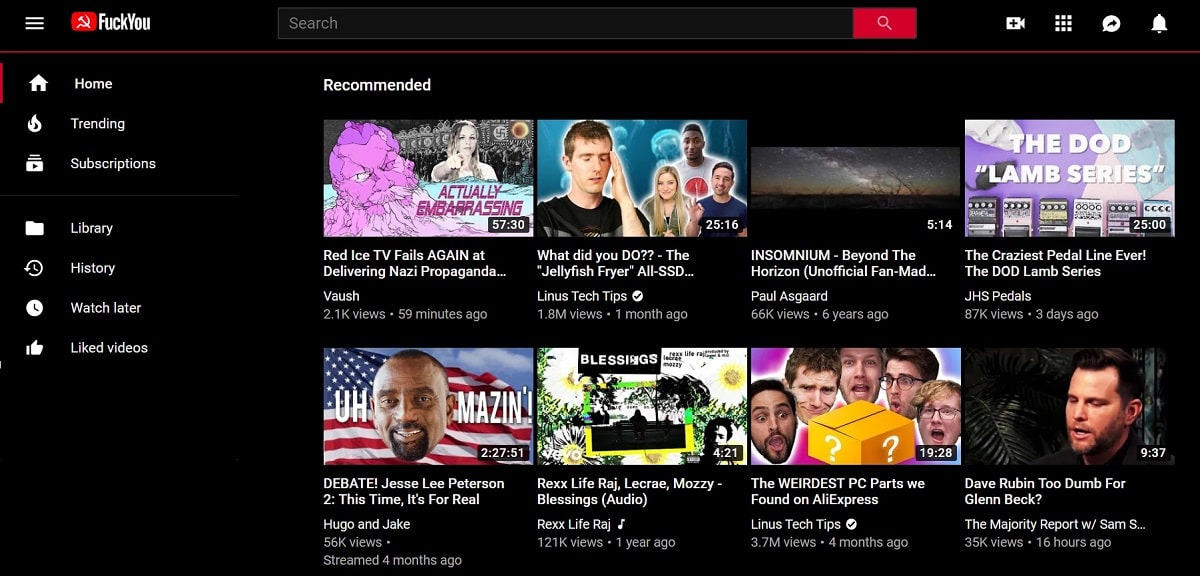 FuckYou
Search
Home
Trending
Subscriptions
Library
History
Watch later
Liked videos
Recommended
ACTUALLY
EMBARRASSING
57:30
Red Ice TV Fails AGAIN at
Delivering Nazi Propaganda...
Vaush
2.1K views • 59 minutes ago
25:16
What did you DO?? - The
"Jellyfish Fryer" All-SSD...
Linus Tech Tips
1.8M views • 1 month ago
5:14
INSOMNIUM - Beyond The
Horizon (Unofficial Fan-Mad...
Paul Asgaard
66K views • 6 years ago
THE DOD
"LAMB SERIES"
25:00
The Craziest Pedal Line Ever!
The DOD Lamb Series
JHS Pedals
87K views • 3 days ago
UH MAZIN'!
2:27:51
DEBATE! Jesse Lee Peterson
2: This Time, It's For Real
Hugo and Jake
56K views •
Streamed 4 months ago
BLESSINGS
rexx life raj
lecrae
mozzy
vevo
4:21
Rexx Life Raj, Lecrae, Mozzy -
Blessings (Audio)
Rexx Life Raj
121K views • 1 year ago
? ?
19:28
The WEIRDEST PC Parts we
Found on AliExpress
Linus Tech Tips
3.7M views • 4 months ago
9:37
Dave Rubin Too Dumb For
Glenn Beck?
The Majority Report w/ Sam S...
35K views • 16 hours ago